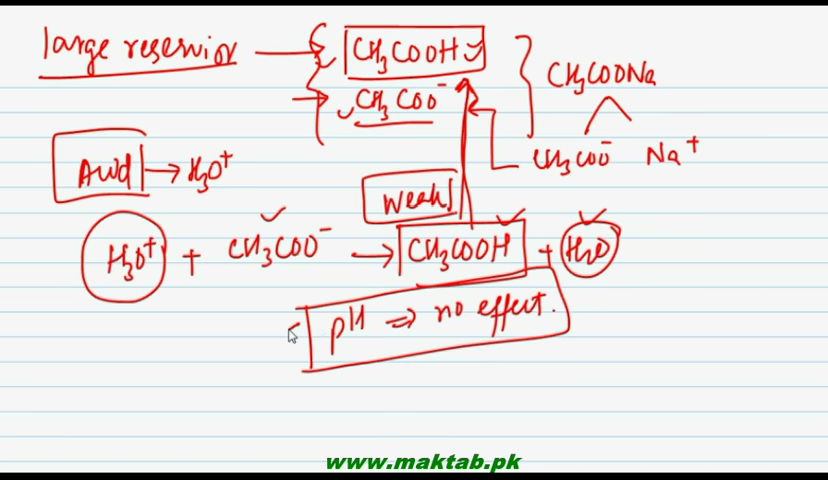 large reservior → CH₃COOH
CH₃COO⁻
CH₃COONa
CH₃COO⁻ Na⁺
Acid → H₃O⁺
Weak
H₃O⁺ + CH₃COO⁻ → CH₃COOH + H₂O
pH ⇒ no effect.
www.maktab.pk